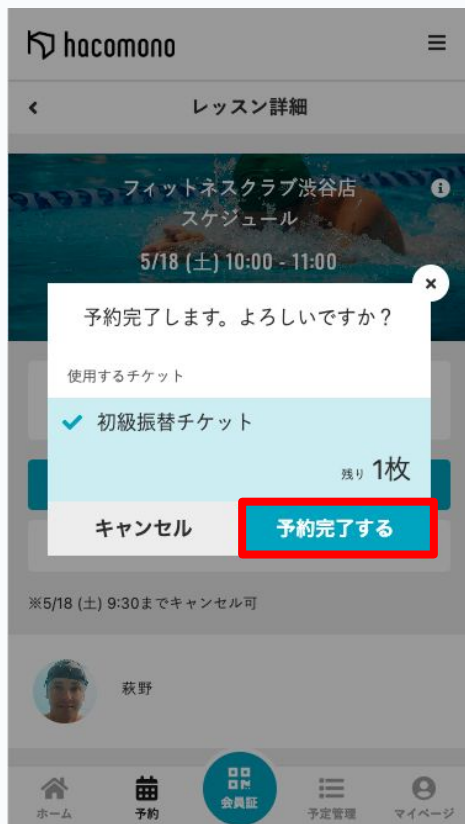 hacomono
レッスン詳細
フィットネスクラブ渋谷店
スケジュール
5/18 (土) 10:00 - 11:00
予約完了します。よろしいですか？
使用するチケット
初級振替チケット
残り 1枚
キャンセル
予約完了する
※5/18 (土) 9:30までキャンセル可
萩野
ホーム
予約
会員証
予定管理
マイページ